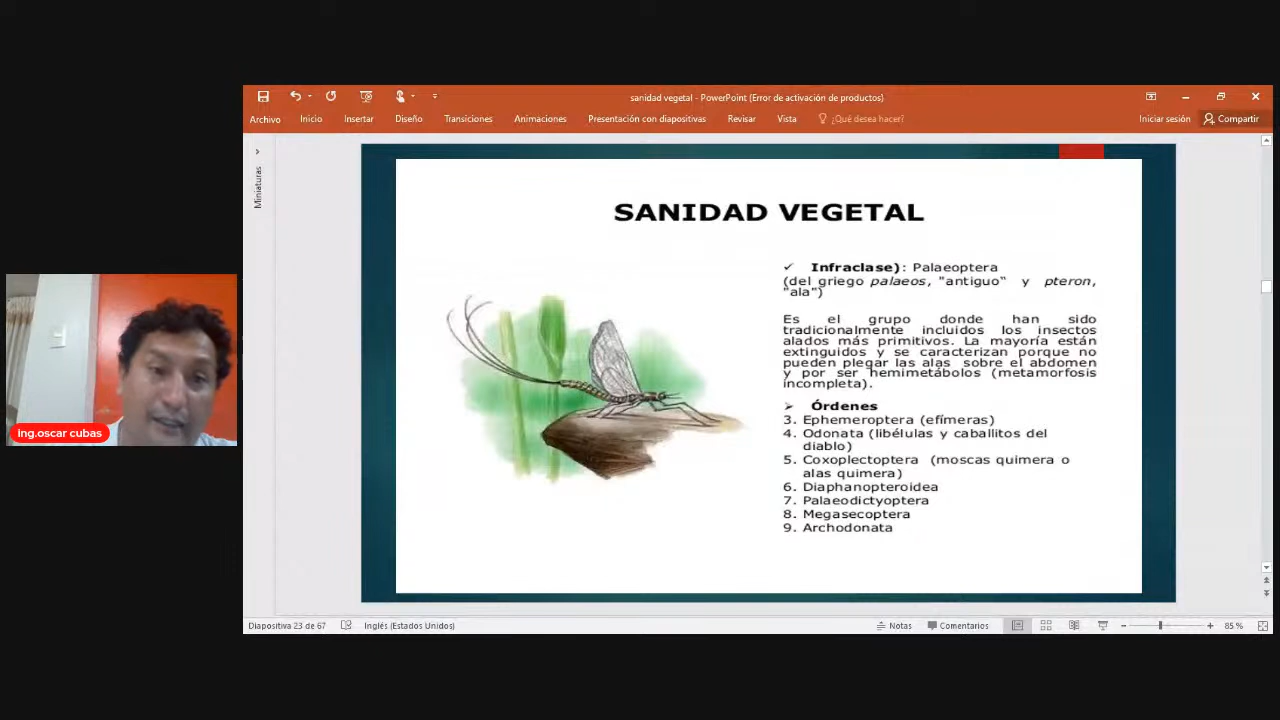 sanidad vegetal - PowerPoint (Error de activación de productos)
Archivo Inicio Insertar Diseño Transiciones Animaciones Presentación con diapositivas Revisar Vista ¿Qué desea hacer? Iniciar sesión Compartir
Miniaturas
SANIDAD VEGETAL
✓ Infraclase): Palaeoptera
(del griego palaeos, "antiguo" y pteron,
"ala")
Es el grupo donde han sido
tradicionalmente incluidos los insectos
alados más primitivos. La mayoría están
extinguidos y se caracterizan porque no
pueden plegar las alas sobre el abdomen
y por ser hemimetábolos (metamorfosis
incompleta).
➢ Órdenes
3. Ephemeroptera (efímeras)
4. Odonata (libélulas y caballitos del
diablo)
5. Coxoplectoptera (moscas quimera o
alas quimera)
6. Diaphanopteroidea
7. Palaeodictyoptera
8. Megasecoptera
9. Archodonata
ing.oscar cubas
Diapositiva 23 de 67 Inglés (Estados Unidos) Notas Comentarios 85 %